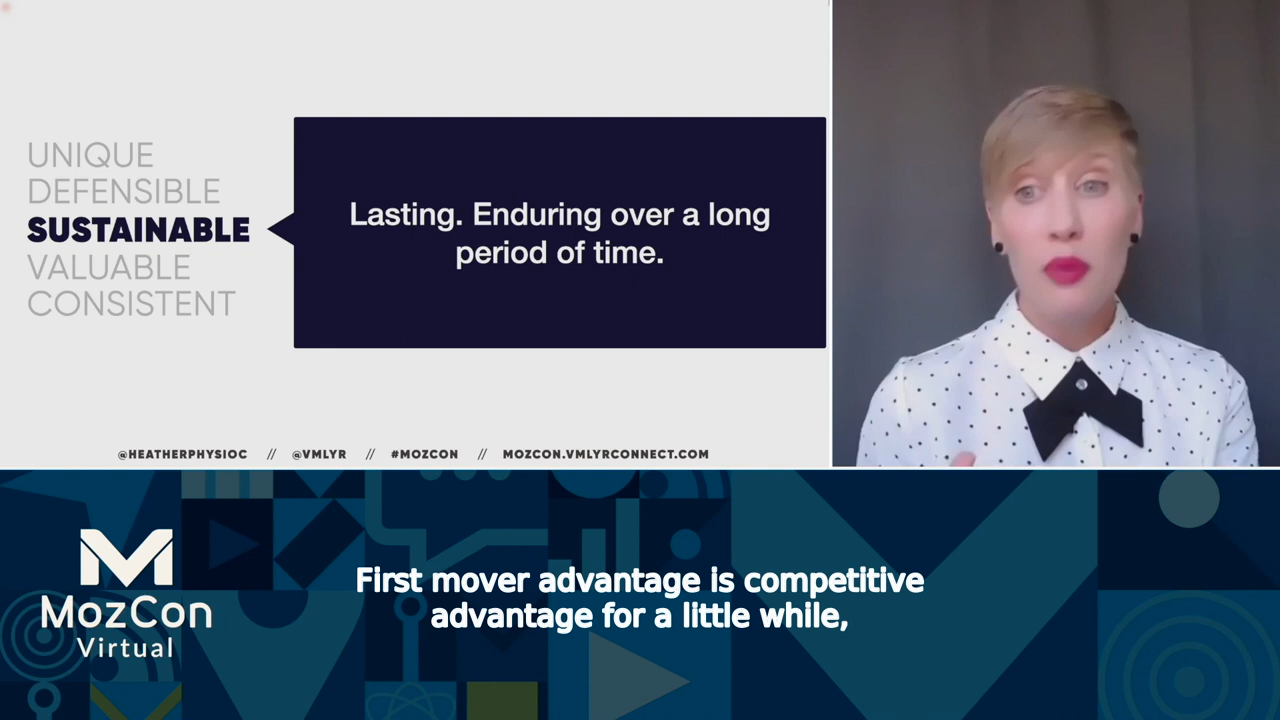 UNIQUE
DEFENSIBLE
SUSTAINABLE
VALUABLE
CONSISTENT
Lasting. Enduring over a long
period of time.
@HEATHERPHYSIOC // @VMLYR // #MOZCON // MOZCON.VMLYRCONNECT.COM
MozCon
Virtual
First mover advantage is competitive
advantage for a little while,